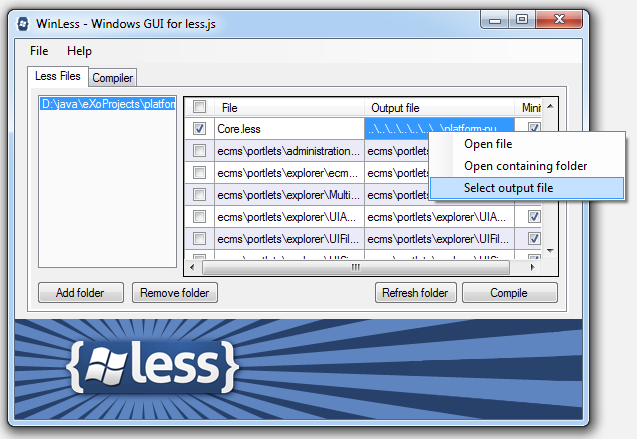 WinLess - Windows GUI for less.js
File Help
Less Files Compiler
D:\java\eXoProjects\platforn
File Output file Minif
Core.less ..\..\..\..\..\..\..\platform-pu...
Open file
ecms\portlets\administration... ecms\portlets
Open containing folder
ecms\portlets\explorer\ecm... ecms\portlets
Select output file
ecms\portlets\explorer\Multi... ecms\portlets
ecms\portlets\explorer\UIA... ecms\portlets\explorer\UIA...
ecms\portlets\explorer\UIFil... ecms\portlets\explorer\UIFil...
Add folder Remove folder Refresh folder Compile
{less}